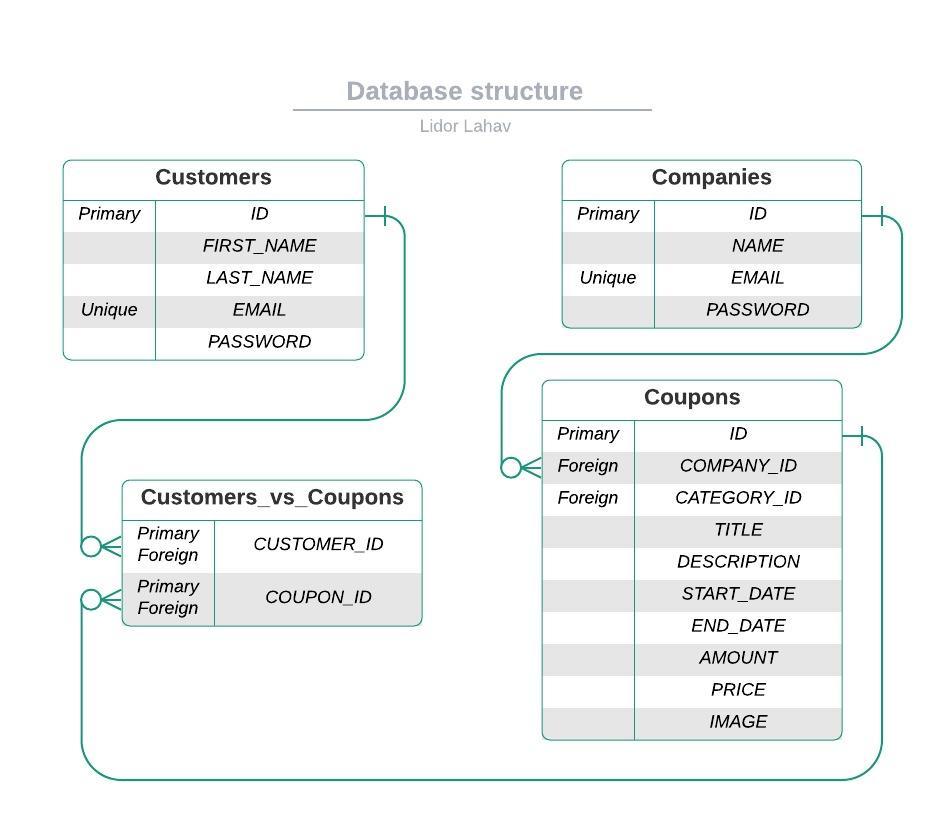 Database structure
Lidor Lahav
Customers
Primary ID
FIRST_NAME
LAST_NAME
Unique EMAIL
PASSWORD
Companies
Primary ID
NAME
Unique EMAIL
PASSWORD
Customers_vs_Coupons
Primary
Foreign
CUSTOMER_ID
Primary
Foreign
COUPON_ID
Coupons
Primary ID
Foreign COMPANY_ID
Foreign CATEGORY_ID
TITLE
DESCRIPTION
START_DATE
END_DATE
AMOUNT
PRICE
IMAGE